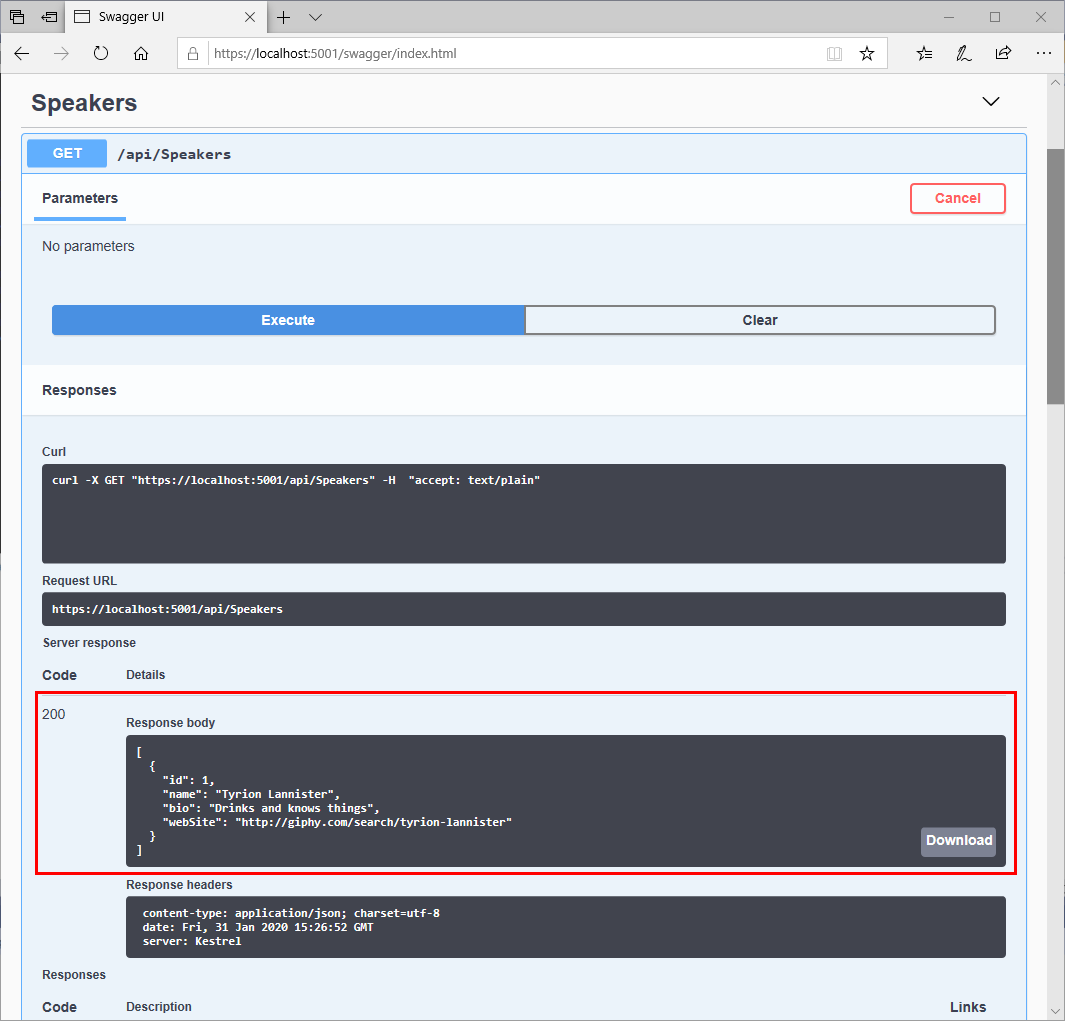 Swagger UI
https://localhost:5001/swagger/index.html
Speakers
GET /api/Speakers
Parameters Cancel
No parameters
Execute Clear
Responses
Curl
curl -X GET "https://localhost:5001/api/Speakers" -H  "accept: text/plain"
Request URL
https://localhost:5001/api/Speakers
Server response
Code Details
200
Response body
[
  {
    "id": 1,
    "name": "Tyrion Lannister",
    "bio": "Drinks and knows things",
    "webSite": "http://giphy.com/search/tyrion-lannister"
  }
]
Download
Response headers
content-type: application/json; charset=utf-8
date: Fri, 31 Jan 2020 15:26:52 GMT
server: Kestrel
Responses
Code Description Links